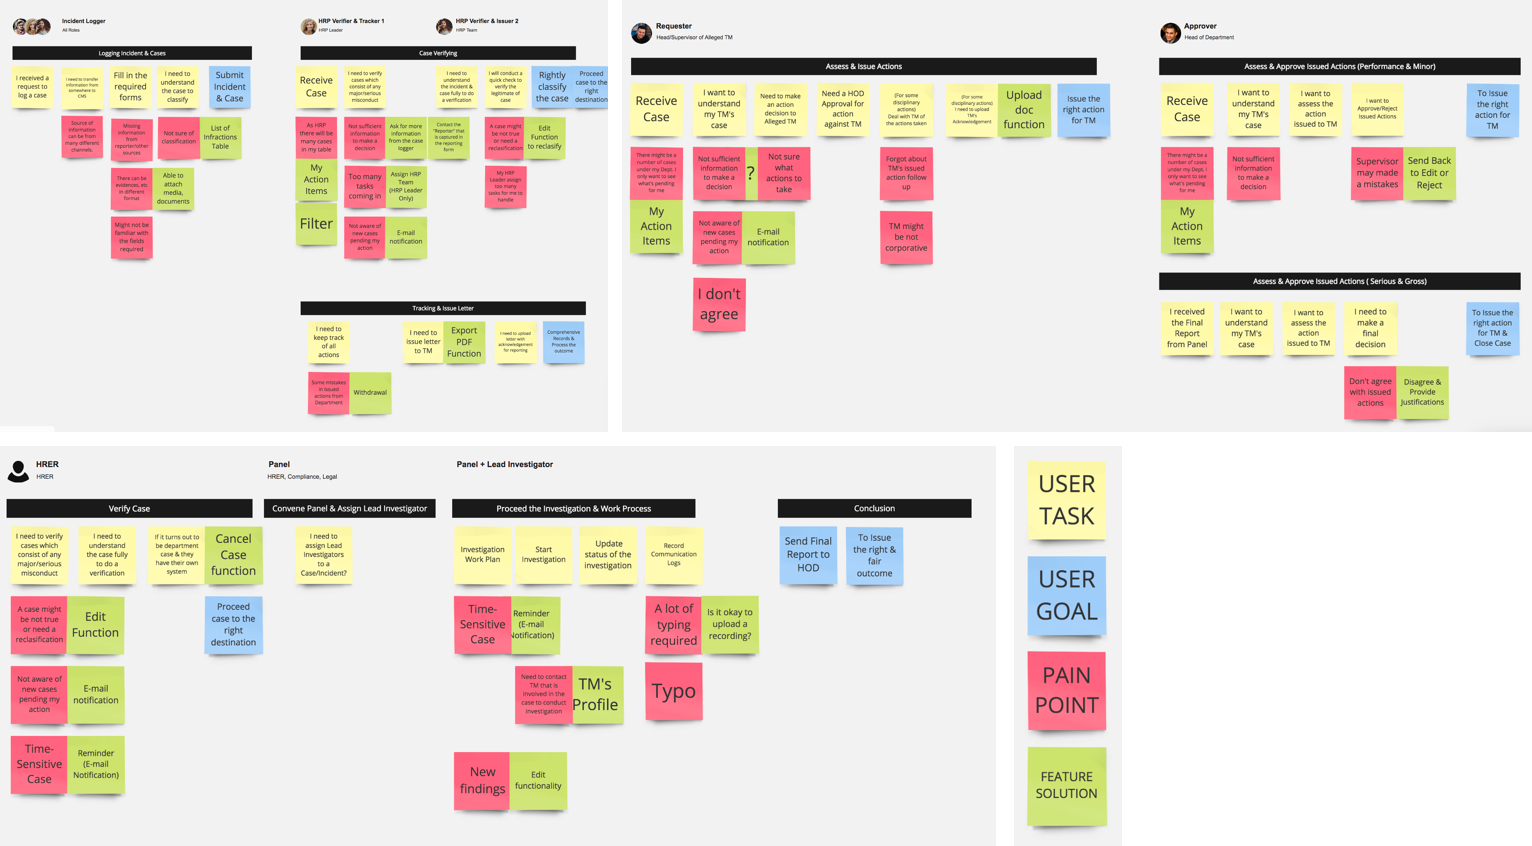 Incident Logger
All Roles
Logging Incident & Cases
I received a
request to
log a case
I need to transfer
information from
somewhere to
CMS
Fill in the
required
forms
I need to
understand
the case to
classify
Submit
Incident
& Case
Source of
information
can be from
many different
channels.
Missing
information
from
reporter/other
sources
Not sure of
classification
List of
Infractions
Table
There can be
evidences, etc
in different
format
Able to
attach
media,
documents
Might not be
familiar with
the fields
required
HRP Verifier & Tracker 1
HRP Leader
HRP Verifier & Issuer 2
HRP Team
Case Verifying
Receive
Case
I need to verify
cases which
consist of any
major/serious
misconduct
I need to
understand the
incident & case
fully to do a
verification
I will conduct a
quick check to
verify the
legitimate of
case
Rightly
classify
the case
Proceed
case to the
right
destination
As HRP
there will be
many cases
in my table
Not sufficient
information to
make a
decision
Ask for more
information
from the case
logger
Contact the
"Reporter" that
is captured in
the reporting
form
A case might
be not true
or need a
reclassification
Edit
Function to
reclassify
My
Action
Items
Too many
tasks
coming in
Assign HRP
Team
(HRP Leader
Only)
My HRP
Leader assign
too many
tasks for me to
handle
Filter
Not aware of
new cases
pending my
action
E-mail
notification
Tracking & Issue Letter
I need to
keep track
of all
actions
I need to
issue letter
to TM
Export
PDF
Function
I need to upload
letter with
acknowledgement
for reporting
Comprehensive
Records &
Process the
outcome
Some mistakes
in issued
actions from
Department
Withdrawal
Requester
Head/Supervisor of Alleged TM
Assess & Issue Actions
Receive
Case
I want to
understand
my TM's
case
Need to make
an action
decision to
Alleged TM
Need a HOD
Approval for
action
against TM
(For some
disciplinary actions)
Deal with TM of
the actions taken
(For some
disciplinary actions)
I need to upload
TM's
Acknowledgement
Upload
doc
function
Issue the
right action
for TM
There might be a
number of cases
under my Dept. I
only want to see
what's pending
for me
Not sufficient
information
to make a
decision
?
Not sure
what
actions to
take
Forgot about
TM's issued
action follow
up
My
Action
Items
Not aware of
new cases
pending my
action
E-mail
notification
TM might
be not
corporative
I don't
agree
Approver
Head of Department
Assess & Approve Issued Actions (Performance & Minor)
Receive
Case
I want to
understand
my TM's
case
I want to
assess the
action
issued to TM
I want to
Approve/Reject
Issued Actions
To Issue
the right
action for
TM
There might be a
number of cases
under my Dept. I
only want to see
what's pending
for me
Not sufficient
information
to make a
decision
Supervisor
may made
a mistakes
Send Back
to Edit or
Reject
My
Action
Items
Assess & Approve Issued Actions ( Serious & Gross)
I received
the Final
Report
from Panel
I want to
understand
my TM's
case
I want to
assess the
action
issued to TM
I need to
make a
final
decision
To Issue the
right action
for TM &
Close Case
Don't agree
with issued
actions
Disagree &
Provide
Justifications
HRER
HRER
Verify Case
I need to verify
cases which
consist of any
major/serious
misconduct
I need to
understand
the case fully
to do a
verification
If it turns out to
be department
case & they
have their own
system
Cancel
Case
function
A case might
be not true
or need a
reclassification
Edit
Function
Proceed
case to the
right
destination
Not aware of
new cases
pending my
action
E-mail
notification
Time-
Sensitive
Case
Reminder
(E-mail
Notification)
Panel
HRER, Compliance, Legal
Convene Panel & Assign Lead Investigator
I need to
assign Lead
Investigators
to a
Case/Incident?
Panel + Lead Investigator
Proceed the Investigation & Work Process
Investigation
Work Plan
Start
Investigation
Update
status of the
investigation
Record
Communication
Logs
Time-
Sensitive
Case
Reminder
(E-mail
Notification)
A lot of
typing
required
Is it okay to
upload a
recording?
Need to contact
TM that is
involved in the
case to conduct
investigation
TM's
Profile
Typo
New
findings
Edit
functionality
Conclusion
Send Final
Report to
HOD
To Issue
the right &
fair
outcome
USER
TASK
USER
GOAL
PAIN
POINT
FEATURE
SOLUTION